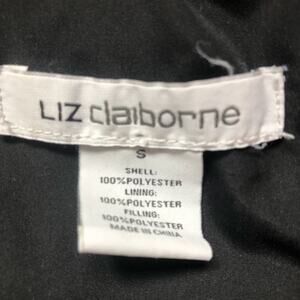 LIZ claiborne
S
SHELL:
100%POLYESTER
LINING:
100%POLYESTER
FILLING:
100%POLYESTER
MADE IN CHINA